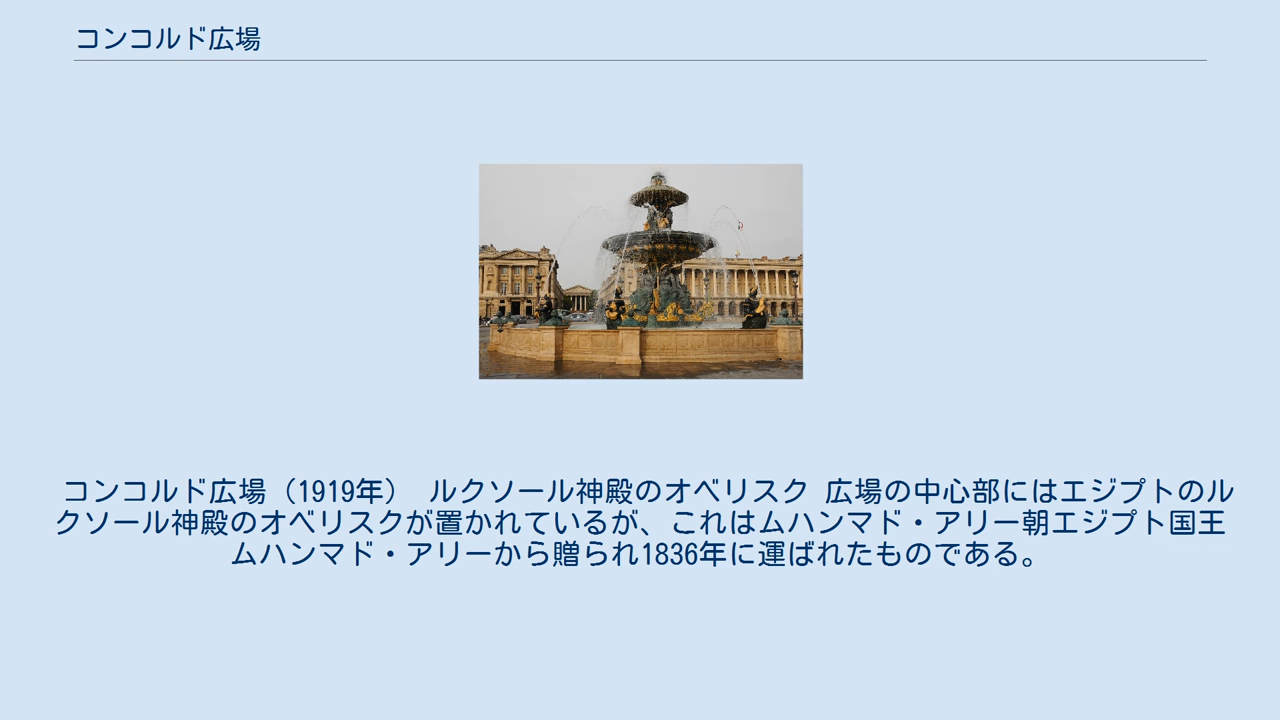 コンコルド広場
コンコルド広場（1919年） ルクソール神殿のオベリスク 広場の中心部にはエジプトのル
クソール神殿のオベリスクが置かれているが、これはムハンマド・アリー朝エジプト国王
ムハンマド・アリーから贈られ1836年に運ばれたものである。